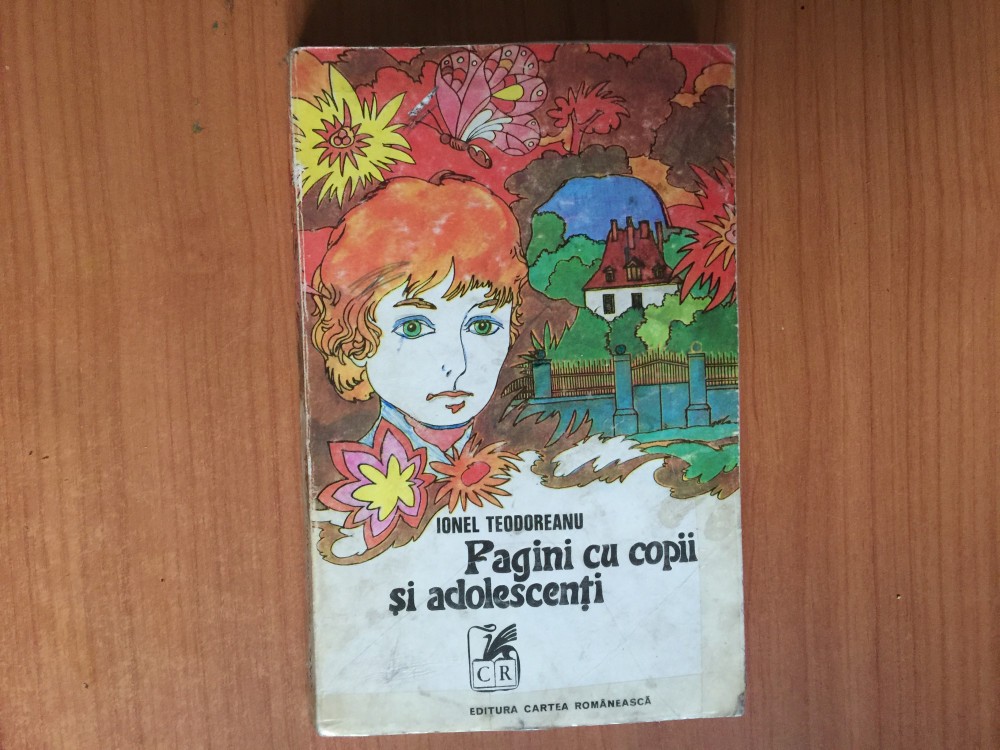 IONEL TEODOREANU
Pagini cu copii
și adolescenți
CR
EDITURA CARTEA ROMÂNEASCĂ